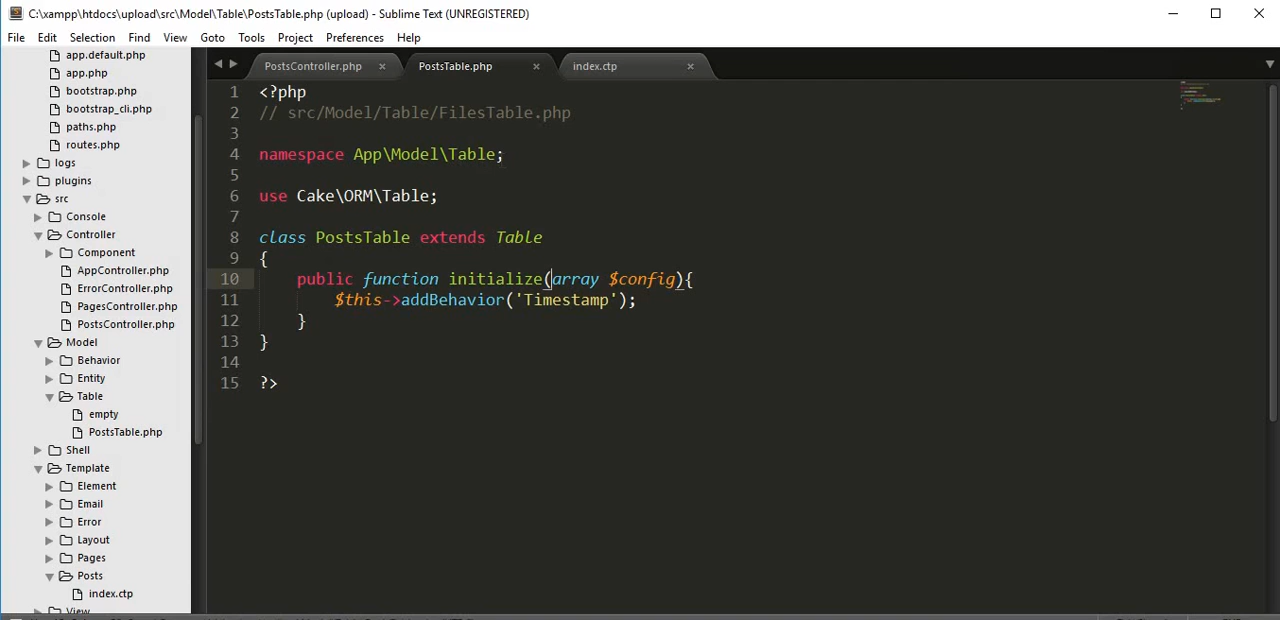 C:\xampp\htdocs\upload\src\Model\Table\PostsTable.php (upload) - Sublime Text (UNREGISTERED)
File Edit Selection Find View Goto Tools Project Preferences Help
app.default.php
app.php
bootstrap.php
bootstrap_cli.php
paths.php
routes.php
logs
plugins
src
Console
Controller
Component
AppController.php
ErrorController.php
PagesController.php
PostsController.php
Model
Behavior
Entity
Table
empty
PostsTable.php
Shell
Template
Element
Email
Error
Layout
Pages
Posts
index.ctp
View
PostsController.php PostsTable.php index.ctp
1 <?php
2 // src/Model/Table/FilesTable.php
3
4 namespace App\Model\Table;
5
6 use Cake\ORM\Table;
7
8 class PostsTable extends Table
9 {
10 public function initialize(array $config){
11 $this->addBehavior('Timestamp');
12 }
13 }
14
15 ?>